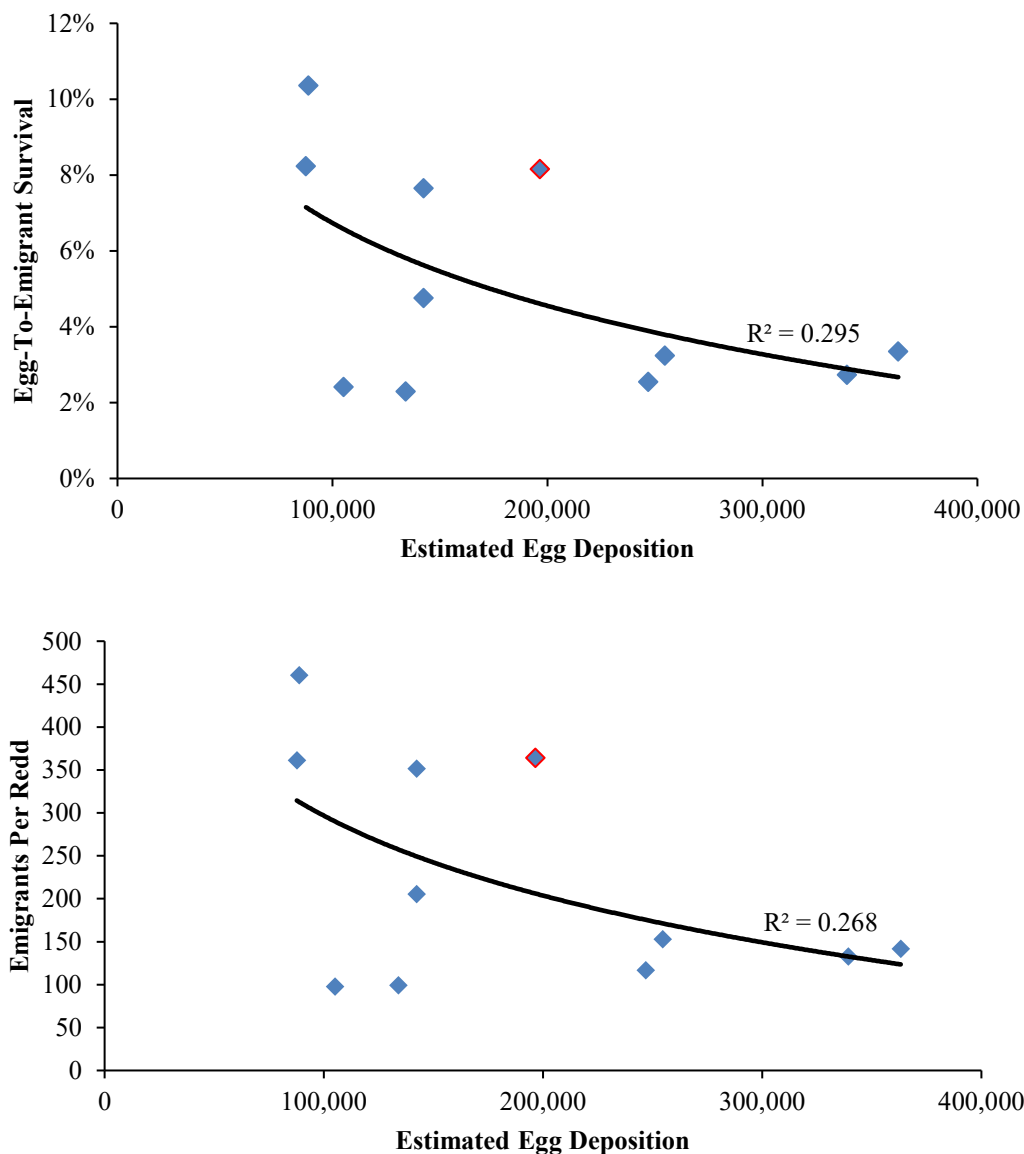 12%
10%
8%
6%
4%
2%
0%
Egg-To-Emigrant Survival
R² = 0.295
0 100,000 200,000 300,000 400,000
Estimated Egg Deposition
500
450
400
350
300
250
200
150
100
50
0
Emigrants Per Redd
R² = 0.268
0 100,000 200,000 300,000 400,000
Estimated Egg Deposition